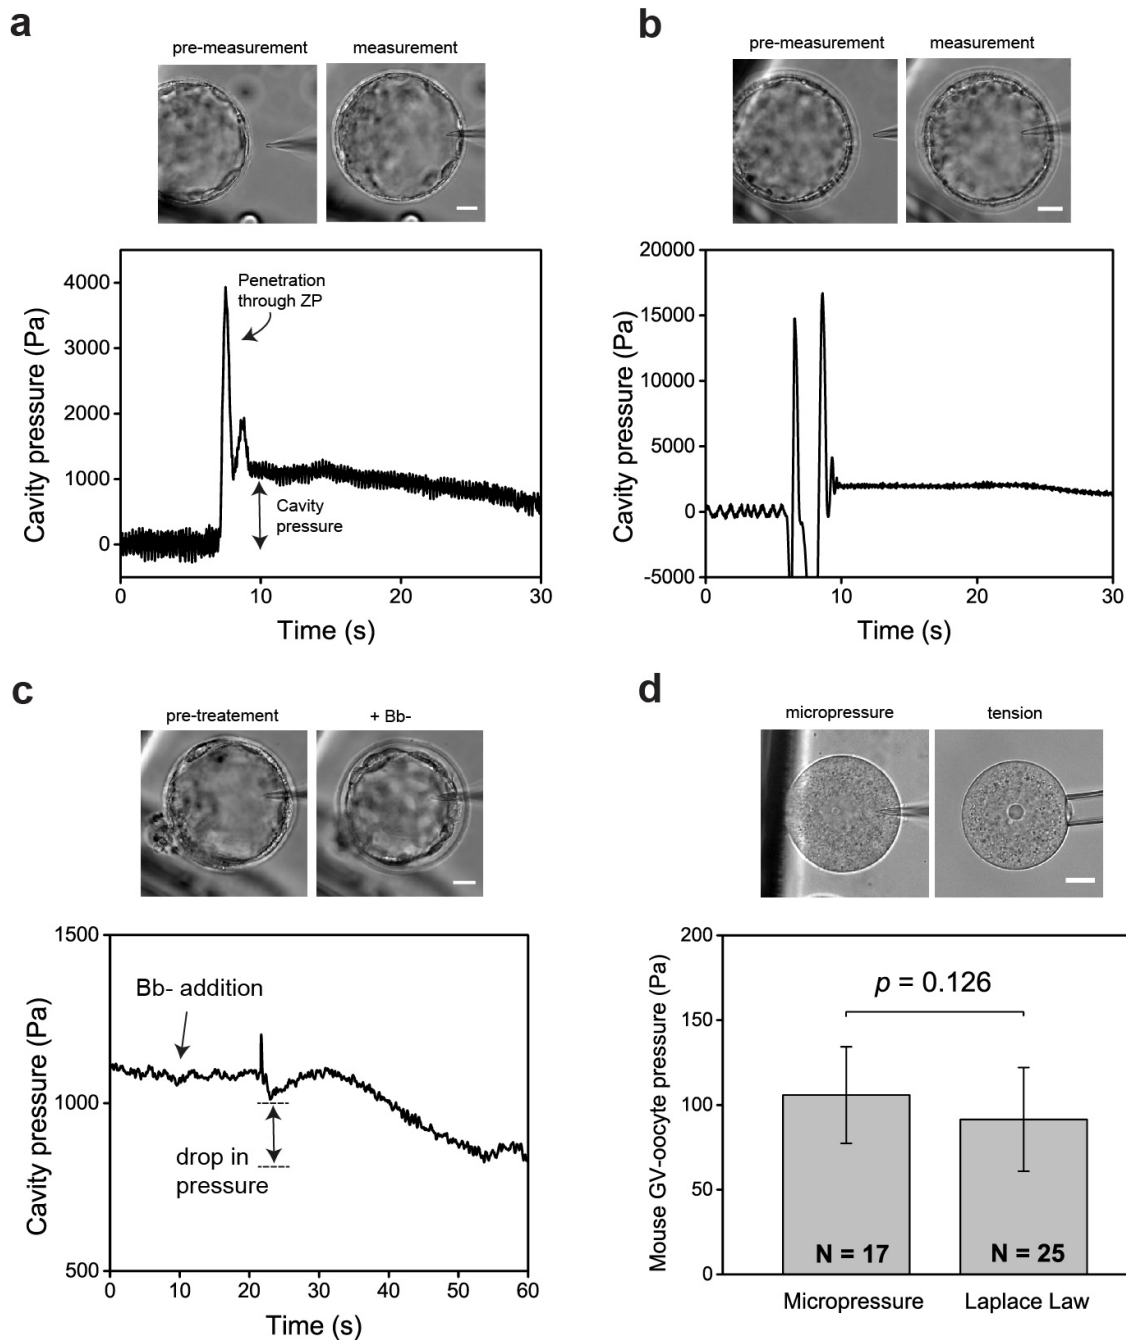 a
pre-measurement
measurement
4000
3000
2000
1000
0
Cavity pressure (Pa)
Penetration
through ZP
Cavity
pressure
0
10
20
30
Time (s)
b
pre-measurement
measurement
20000
15000
10000
5000
0
-5000
Cavity pressure (Pa)
0
10
20
30
Time (s)
c
pre-treatement
+ Bb-
1500
1000
500
Cavity pressure (Pa)
Bb- addition
drop in
pressure
0
10
20
30
40
50
60
Time (s)
d
micropressure
tension
200
150
100
50
0
Mouse GV-oocyte pressure (Pa)
p = 0.126
N = 17
N = 25
Micropressure
Laplace Law